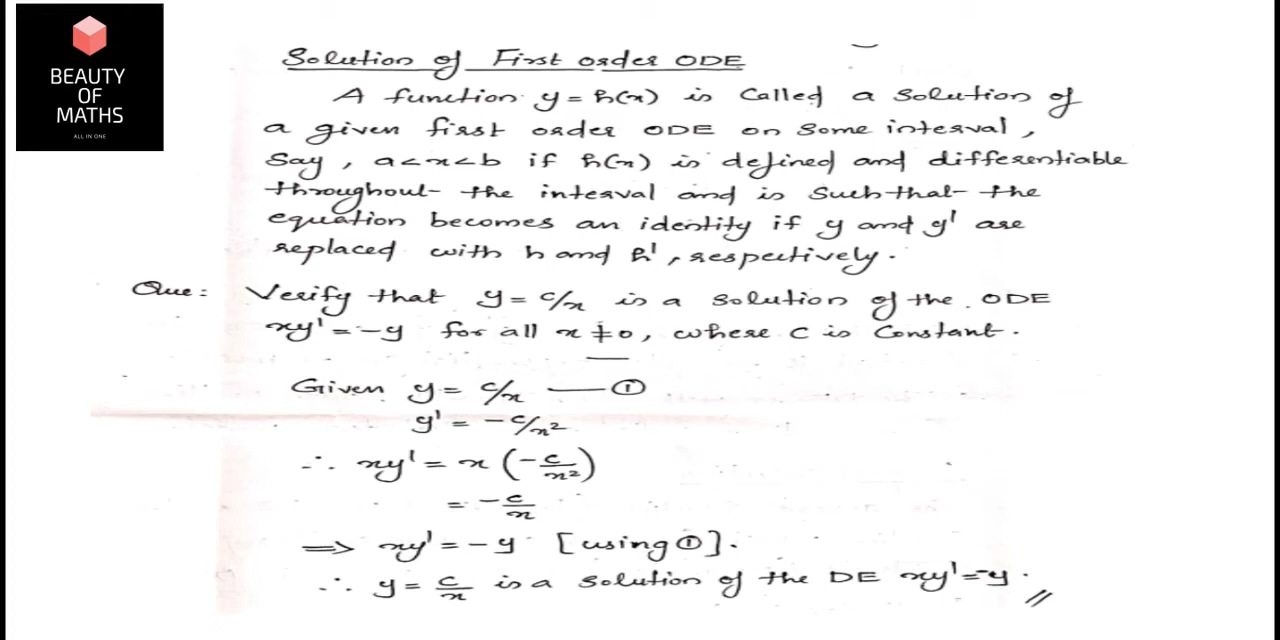 BEAUTY
OF
MATHS
ALL IN ONE
Solution of First order ODE
A function y = h(x) is called a solution of
a given first order ODE on some interval,
Say, a<x<b if h(x) is defined and differentiable
throughout the interval and is such that the
equation becomes an identity if y and y' are
replaced with h and h', respectively.
Que: Verify that y = c/x is a solution of the ODE
xy' = -y for all x ≠ 0, where c is constant.
Given y = c/x — ①
y' = -c/x²
∴ xy' = x (-c/x²)
= -c/x
⟹ xy' = -y [using ①].
∴ y = c/x is a solution of the DE xy' = -y. //